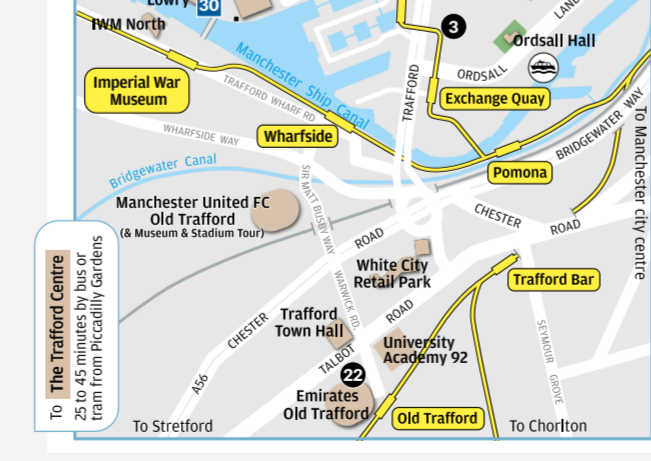 Lowry
30
IWM North
LAN
3
Ordsall Hall
ORDSALL
Imperial War
Museum
Manchester Ship Canal
TRAFFORD WHARF RD
TRAFFORD
Exchange Quay
WHARFSIDE WAY
Wharfside
BRIDGEWATER WAY
To Manchester city centre
Bridgewater Canal
Pomona
Manchester United FC
Old Trafford
(& Museum & Stadium Tour)
SIR MATT BUSBY WAY
CHESTER ROAD
White City
Retail Park
Trafford Bar
To The Trafford Centre
25 to 45 minutes by bus or
tram from Piccadilly Gardens
CHESTER ROAD
WARWICK RD.
Trafford
Town Hall
TALBOT ROAD
University
Academy 92
SEYMOUR GROVE
A56
22
Emirates
Old Trafford
Old Trafford
To Stretford
To Chorlton